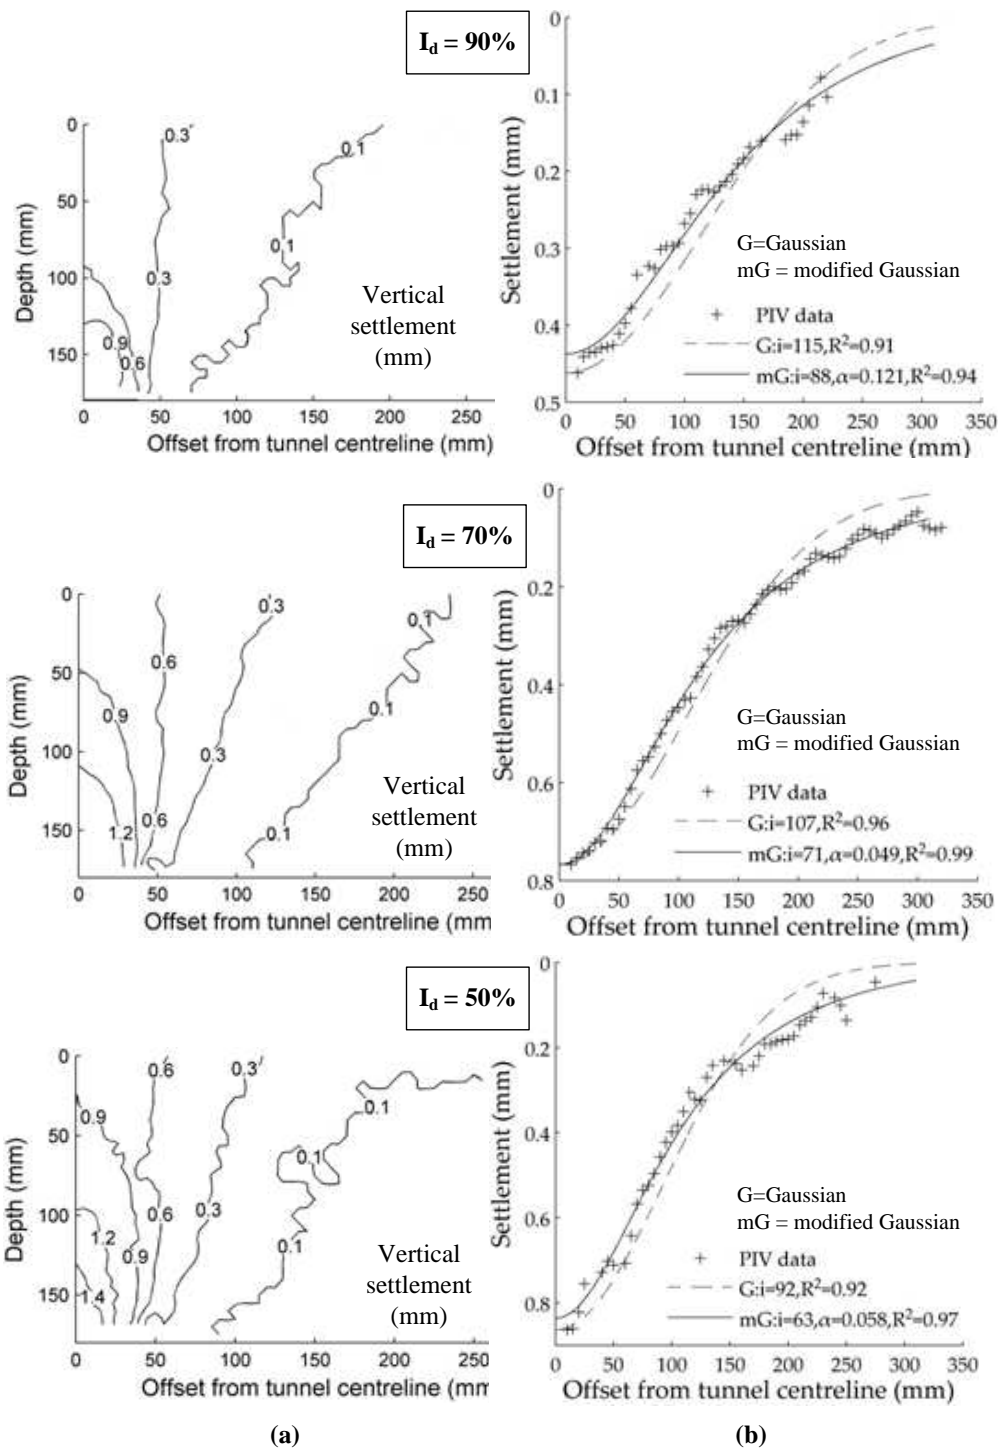 I_d = 90%
0
50
100
150
Depth (mm)
0.3
0.1
0.1
0.3
0.9
0.6
Vertical
settlement
(mm)
0 50 100 150 200 250
Offset from tunnel centreline (mm)
0
0.1
0.2
0.3
0.4
0.5
Settlement (mm)
G=Gaussian
mG = modified Gaussian
PIV data
G:i=115,R²=0.91
mG:i=88,α=0.121,R²=0.94
0 50 100 150 200 250 300 350
Offset from tunnel centreline (mm)
I_d = 70%
0
50
100
150
Depth (mm)
0.3
0.1
0.6
0.9
0.1
0.3
0.6
1.2
0.1
Vertical
settlement
(mm)
0 50 100 150 200 250
Offset from tunnel centreline (mm
0
0.2
0.4
0.6
0.8
Settlement (mm)
G=Gaussian
mG = modified Gaussian
PIV data
G:i=107,R²=0.96
mG:i=71,α=0.049,R²=0.99
0 50 100 150 200 250 300 350
Offset from tunnel centreline (mm)
I_d = 50%
0
50
100
150
Depth (mm)
0.6
0.3
0.1
0.9
0.1
0.6
0.3
1.2
0.9
0.1
1.4
Vertical
settlement
(mm)
0 50 100 150 200 250
Offset from tunnel centreline (mm
0
0.2
0.4
0.6
0.8
Settlement (mm)
G=Gaussian
mG = modified Gaussian
PIV data
G:i=92,R²=0.92
mG:i=63,α=0.058,R²=0.97
0 50 100 150 200 250 300 350
Offset from tunnel centreline (mm)
(a)
(b)